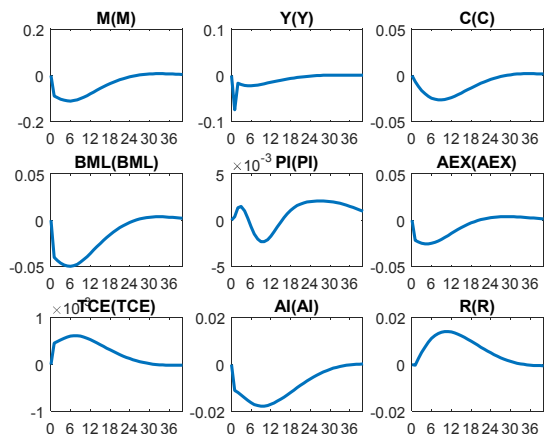 M(M) Y(Y) C(C)
0.2 0.1 0.05
0 0 0
-0.2 -0.1 -0.05
0 6 12 18 24 30 36 0 6 12 18 24 30 36 0 6 12 18 24 30 36
BML(BML) ×10⁻³ PI(PI) AEX(AEX)
0.05 5 0.05
0 0 0
-0.05 -5 -0.05
0 6 12 18 24 30 36 0 6 12 18 24 30 36 0 6 12 18 24 30 36
×10⁻³ TCE(TCE) AI(AI) R(R)
1 0.02 0.02
0 0 0
-1 -0.02 -0.02
0 6 12 18 24 30 36 0 6 12 18 24 30 36 0 6 12 18 24 30 36